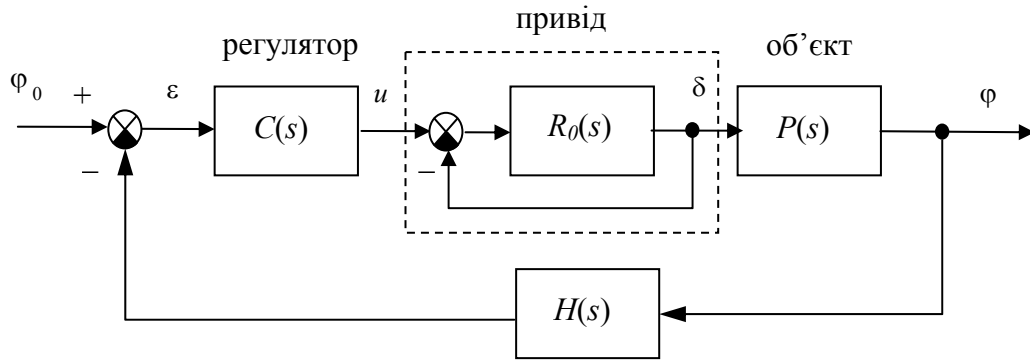 привід
регулятор
об’єкт
φ₀ + ε u δ φ
C(s) R₀(s) P(s)
− −
H(s)